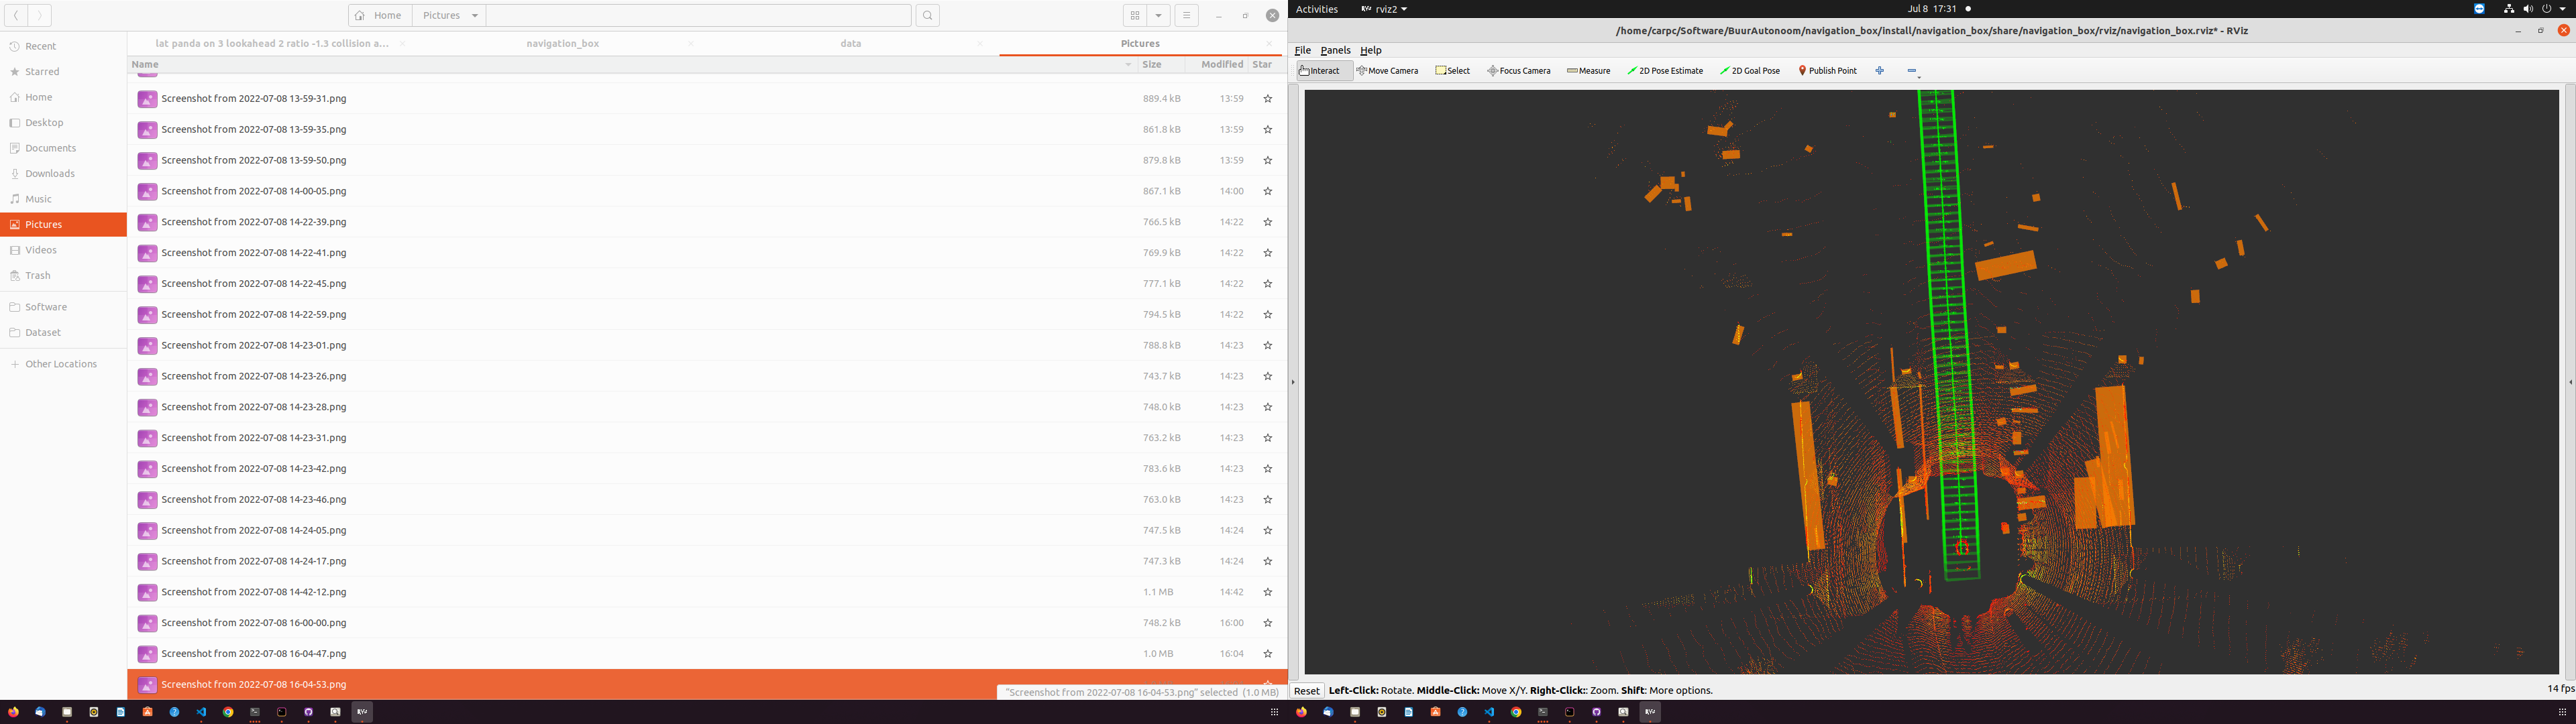 Home
Pictures
Activities
rviz2
Jul 8 17:31
/home/carpc/Software/BuurAutonoom/navigation_box/install/navigation_box/share/navigation_box/rviz/navigation_box.rviz* - RViz
File Panels Help
Interact Move Camera Select Focus Camera Measure 2D Pose Estimate 2D Goal Pose Publish Point
Recent
Starred
Home
Desktop
Documents
Downloads
Music
Pictures
Videos
Trash
Software
Dataset
Other Locations
lat panda on 3 lookahead 2 ratio -1.3 collision a... navigation_box data Pictures
Name Size Modified Star
Screenshot from 2022-07-08 13-59-31.png 889.4 kB 13:59
Screenshot from 2022-07-08 13-59-35.png 861.8 kB 13:59
Screenshot from 2022-07-08 13-59-50.png 879.8 kB 13:59
Screenshot from 2022-07-08 14-00-05.png 867.1 kB 14:00
Screenshot from 2022-07-08 14-22-39.png 766.5 kB 14:22
Screenshot from 2022-07-08 14-22-41.png 769.9 kB 14:22
Screenshot from 2022-07-08 14-22-45.png 777.1 kB 14:22
Screenshot from 2022-07-08 14-22-59.png 794.5 kB 14:22
Screenshot from 2022-07-08 14-23-01.png 788.8 kB 14:23
Screenshot from 2022-07-08 14-23-26.png 743.7 kB 14:23
Screenshot from 2022-07-08 14-23-28.png 748.0 kB 14:23
Screenshot from 2022-07-08 14-23-31.png 763.2 kB 14:23
Screenshot from 2022-07-08 14-23-42.png 783.6 kB 14:23
Screenshot from 2022-07-08 14-23-46.png 763.0 kB 14:23
Screenshot from 2022-07-08 14-24-05.png 747.5 kB 14:24
Screenshot from 2022-07-08 14-24-17.png 747.3 kB 14:24
Screenshot from 2022-07-08 14-42-12.png 1.1 MB 14:42
Screenshot from 2022-07-08 16-00-00.png 748.2 kB 16:00
Screenshot from 2022-07-08 16-04-47.png 1.0 MB 16:04
Screenshot from 2022-07-08 16-04-53.png
"Screenshot from 2022-07-08 16-04-53.png" selected (1.0 MB)
Reset Left-Click: Rotate. Middle-Click: Move X/Y. Right-Click:: Zoom. Shift: More options.
14 fps